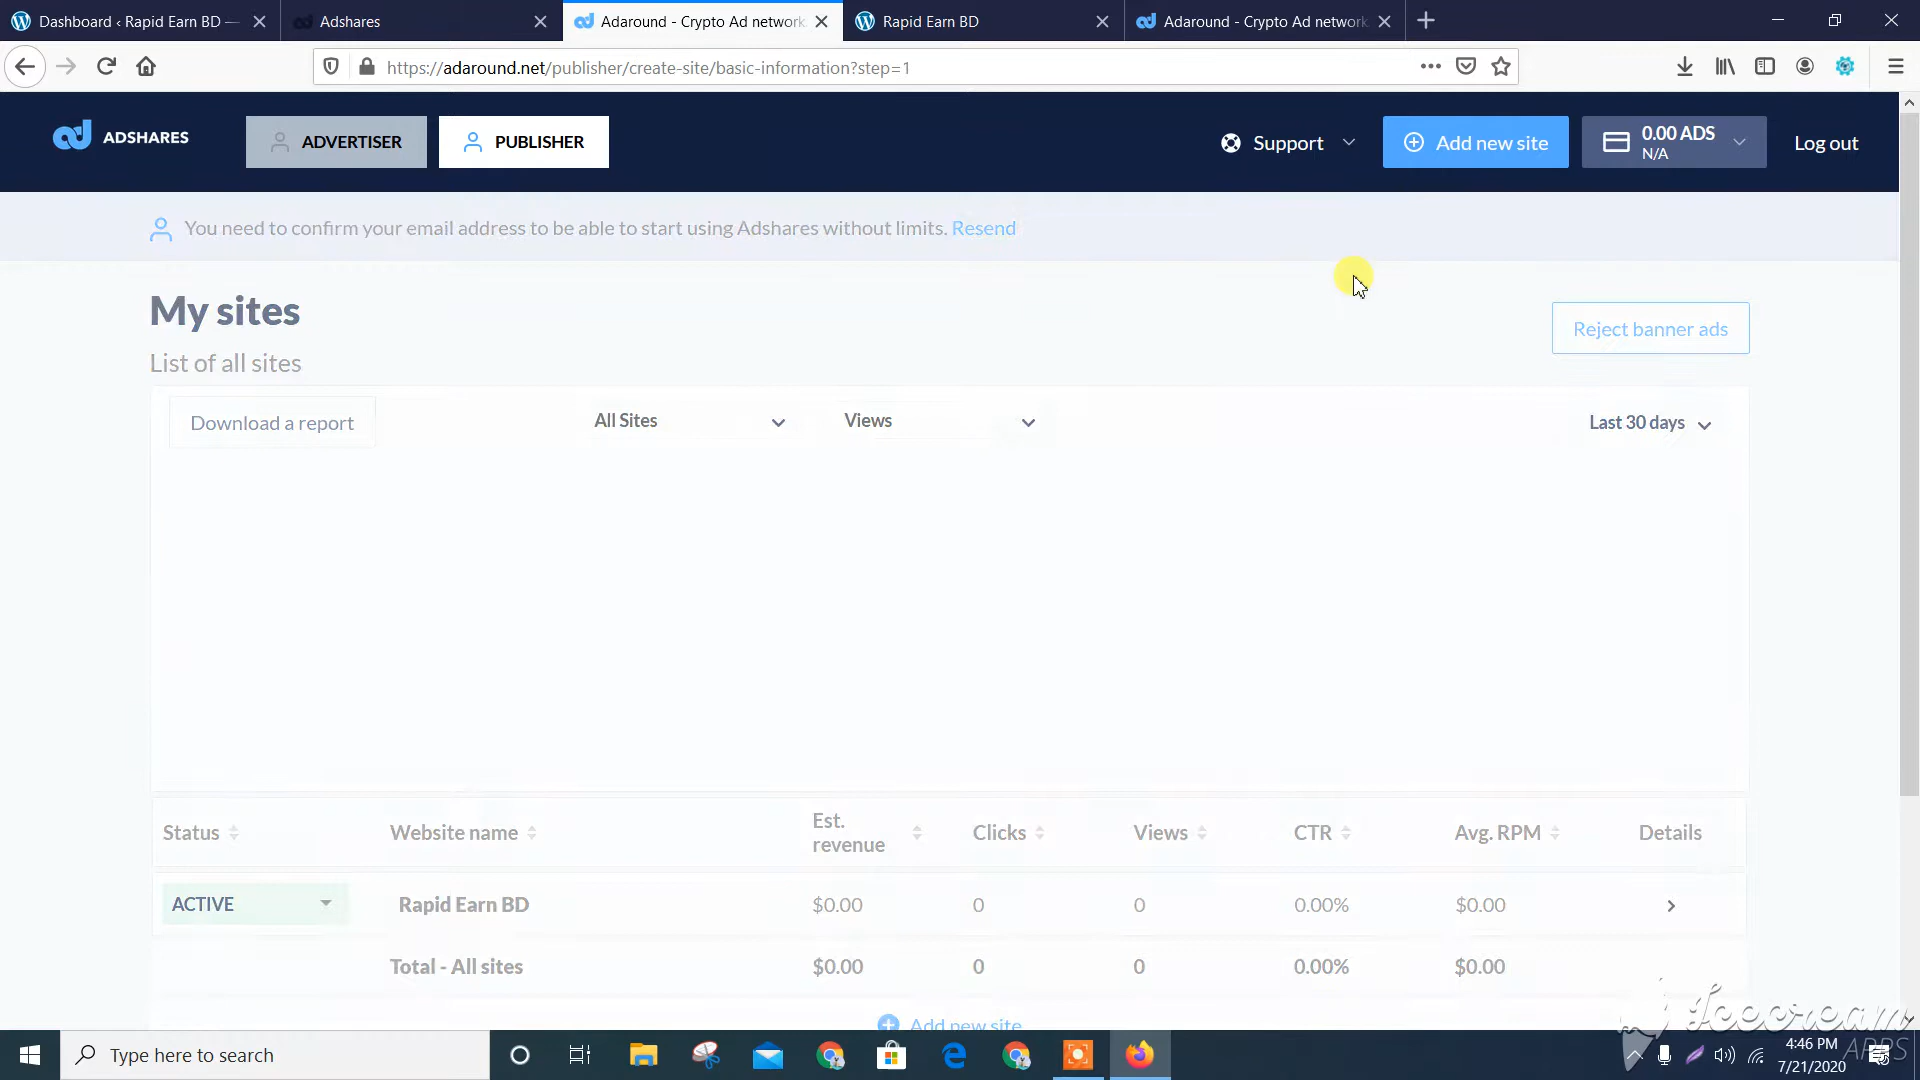 Dashboard ‹ Rapid Earn BD —
Adshares
Adaround - Crypto Ad network
Rapid Earn BD
Adaround - Crypto Ad network
https://adaround.net/publisher/create-site/basic-information?step=1
ADSHARES
ADVERTISER
PUBLISHER
Support
Add new site
0.00 ADS
N/A
Log out
You need to confirm your email address to be able to start using Adshares without limits. Resend
My sites
Reject banner ads
List of all sites
Download a report
All Sites
Views
Last 30 days
Status
Website name
Est.
revenue
Clicks
Views
CTR
Avg. RPM
Details
ACTIVE
Rapid Earn BD
$0.00
0
0
0.00%
$0.00
Total - All sites
$0.00
0
0
0.00%
$0.00
Add new site
Icecream
APPS
Type here to search
4:46 PM
7/21/2020